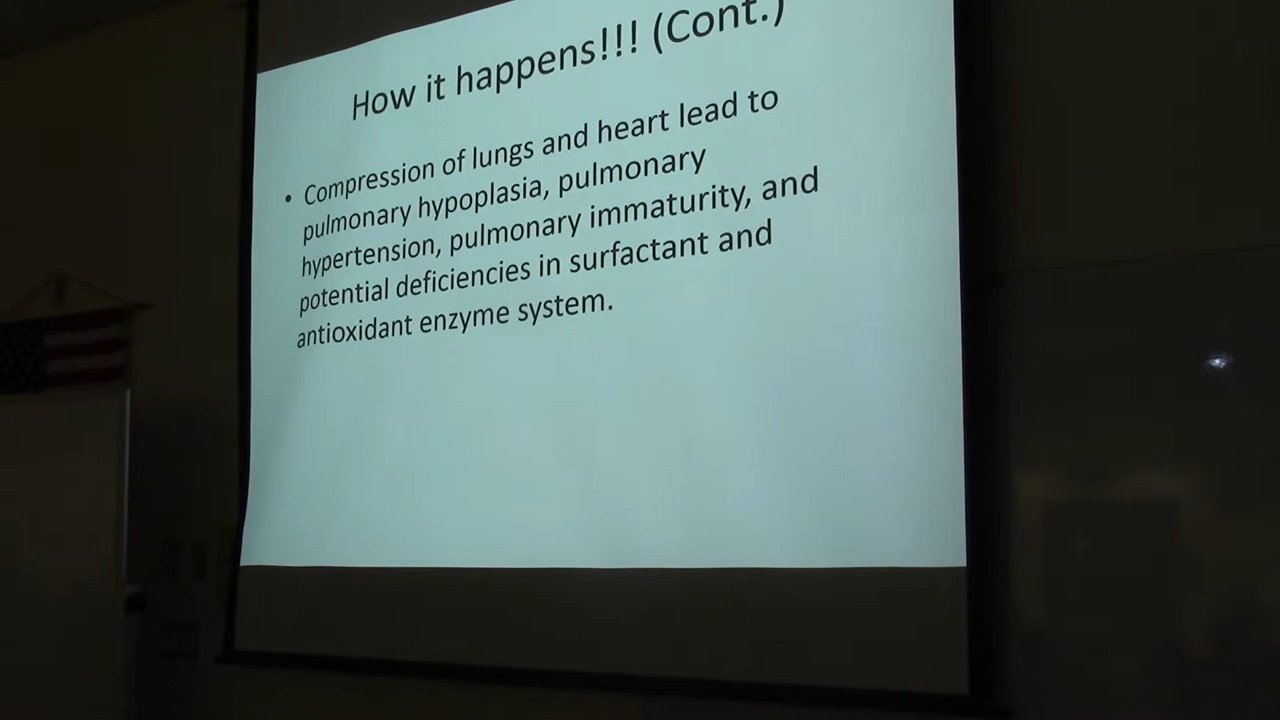 How it happens!!! (Cont.)
• Compression of lungs and heart lead to
pulmonary hypoplasia, pulmonary
hypertension, pulmonary immaturity, and
potential deficiencies in surfactant and
antioxidant enzyme system.